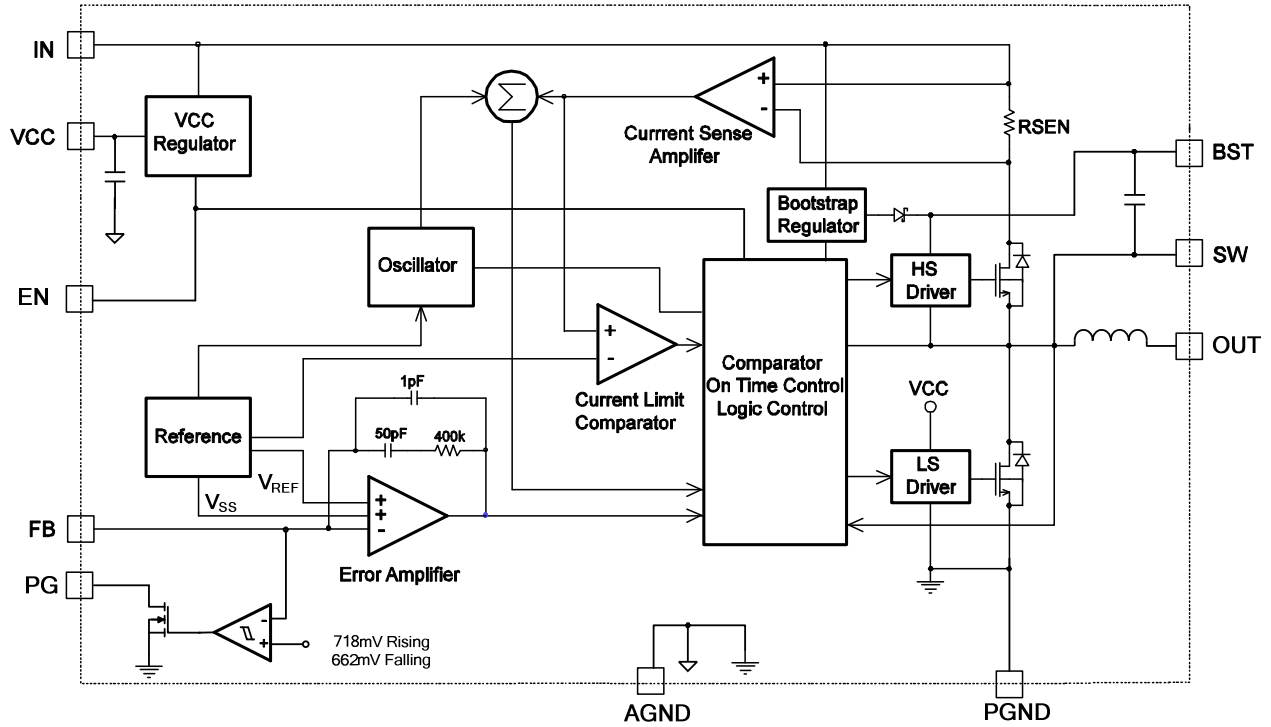 IN
VCC
Regulator
VCC
Σ
+
-
Currrent Sense
Amplifer
RSEN
BST
Bootstrap
Regulator
SW
Oscillator
HS
Driver
EN
+
-
Current Limit
Comparator
Comparator
On Time Control
Logic Control
OUT
1pF
50pF
400k
VCC
Reference
VREF
VSS
LS
Driver
+
+
-
Error Amplifier
FB
PG
-
+
718mV Rising
662mV Falling
AGND
PGND